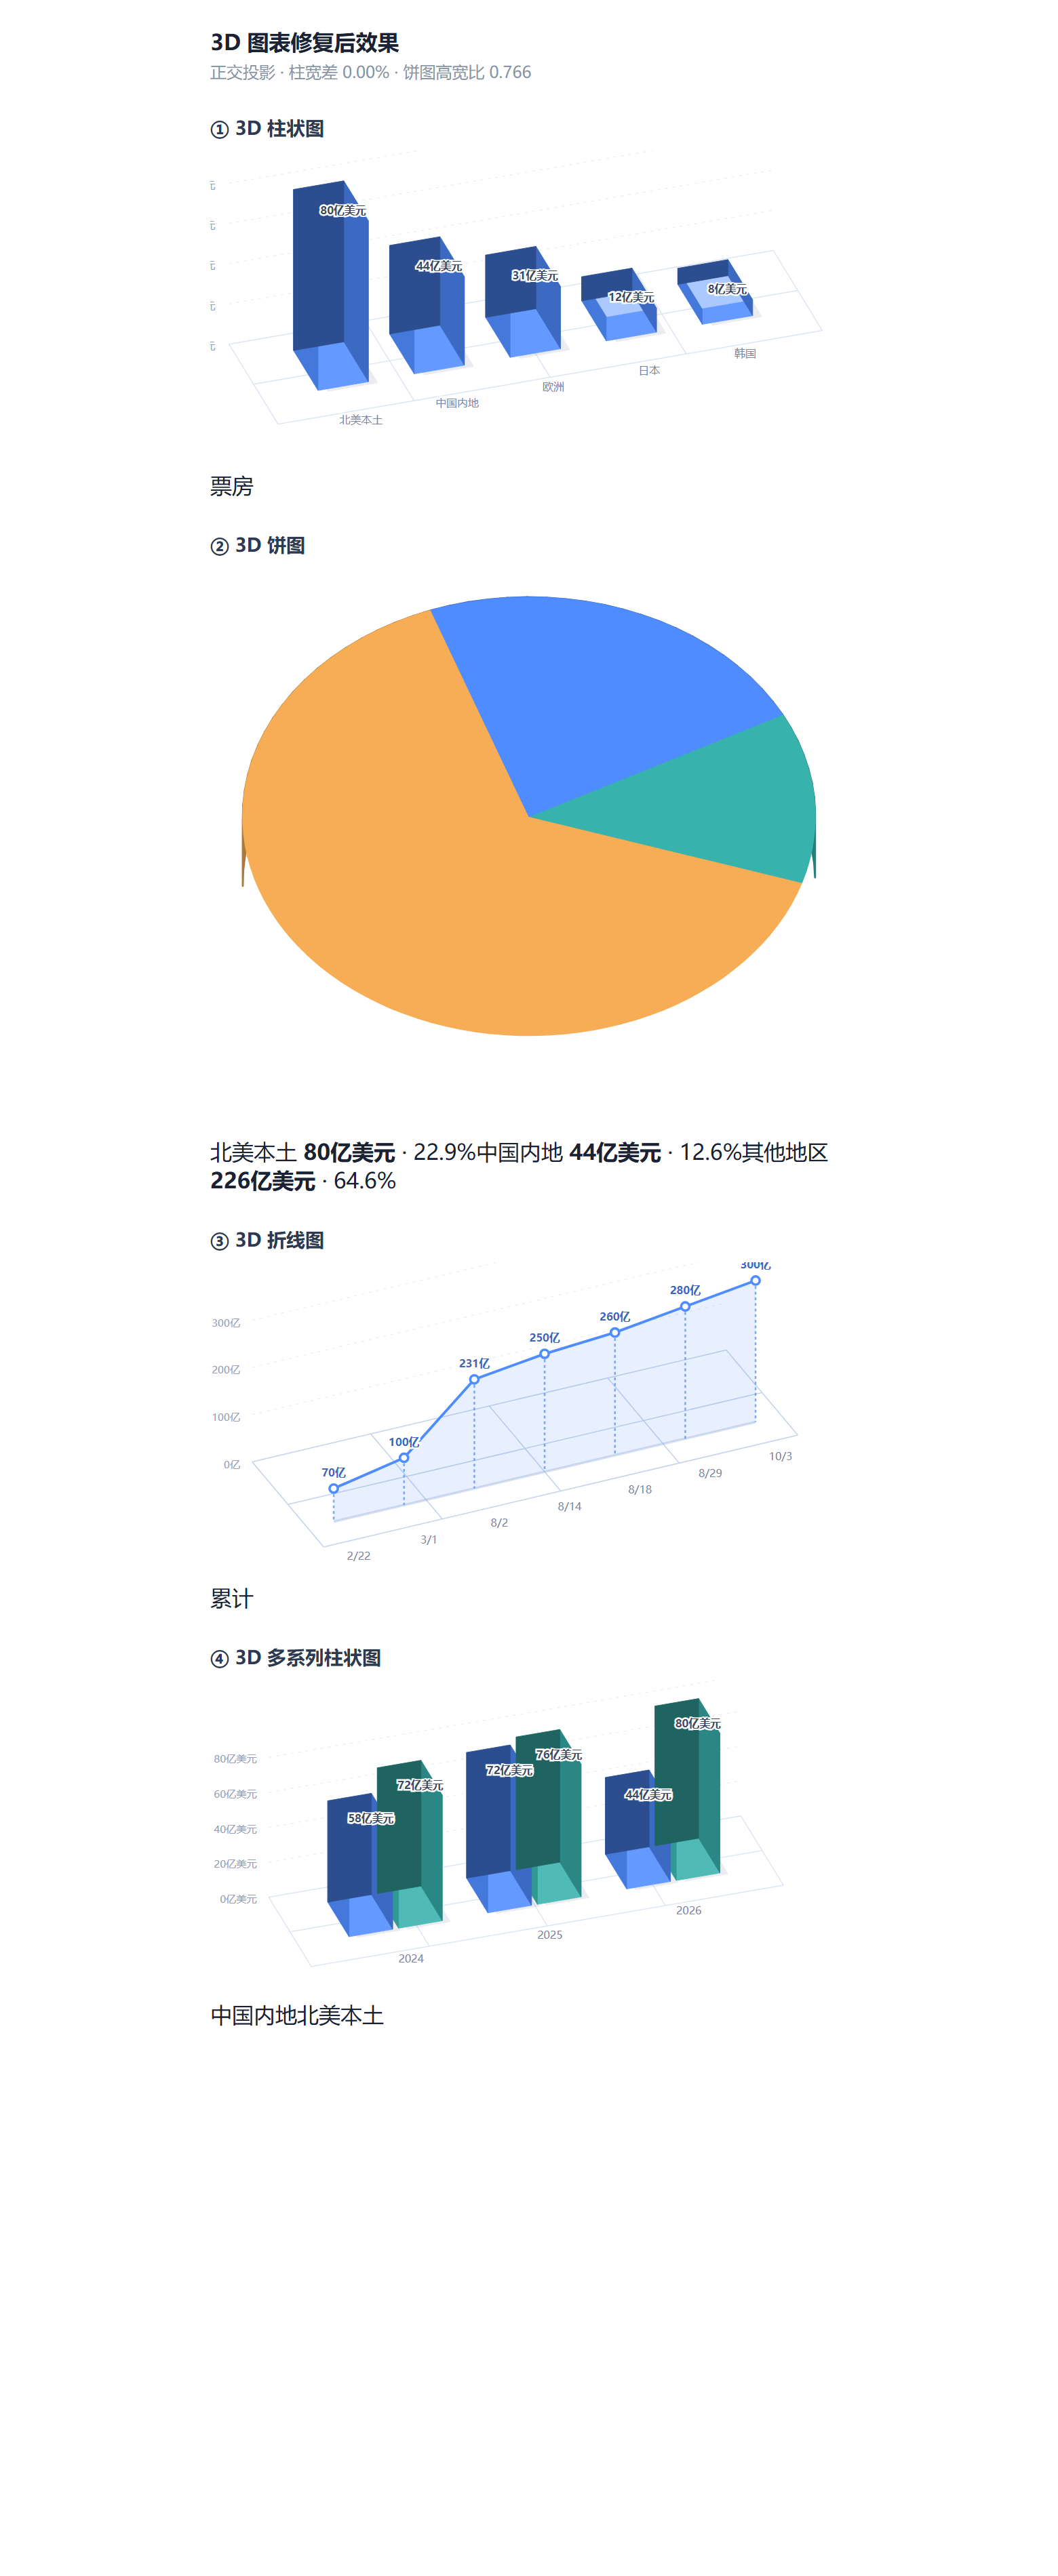 3D 图表修复后效果
正交投影 · 柱宽差 0.00% · 饼图高宽比 0.766
① 3D 柱状图
元
元
元
元
元
80亿美元
44亿美元
31亿美元
12亿美元
8亿美元
北美本土
中国内地
欧洲
日本
韩国
票房
② 3D 饼图
北美本土 80亿美元 · 22.9%中国内地 44亿美元 · 12.6%其他地区
226亿美元 · 64.6%
③ 3D 折线图
300亿
200亿
100亿
0亿
70亿
100亿
231亿
250亿
260亿
280亿
300亿
2/22
3/1
8/2
8/14
8/18
8/29
10/3
累计
④ 3D 多系列柱状图
80亿美元
60亿美元
40亿美元
20亿美元
0亿美元
58亿美元
72亿美元
72亿美元
76亿美元
44亿美元
80亿美元
2024
2025
2026
中国内地北美本土